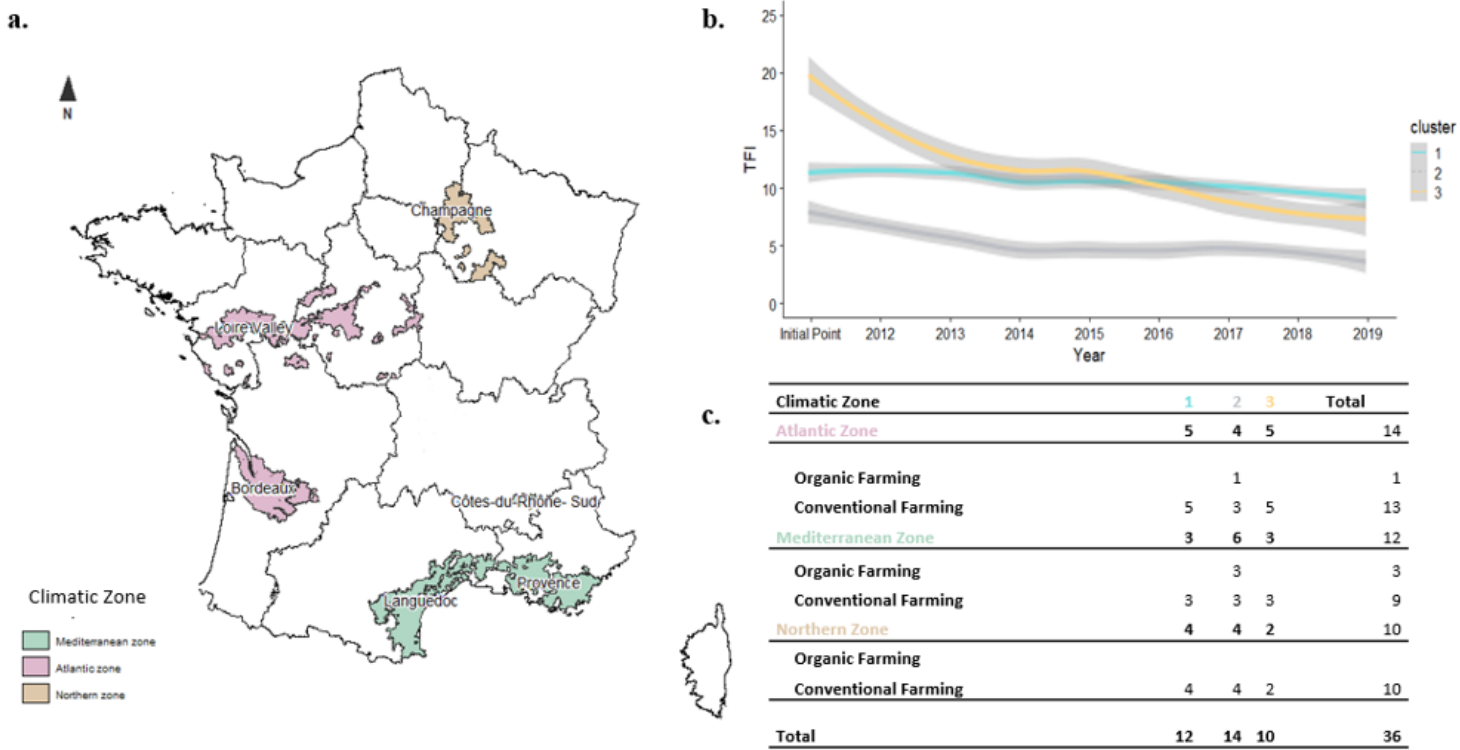 a.
N
Champagne
Loire Valley
Bordeaux
Côtes-du-Rhône- Sud
Provence
Languedoc
Climatic Zone
Mediterranean zone
Atlantic zone
Northern zone
b.
25
20
15
10
5
0
TFI
Initial Point 2012 2013 2014 2015 2016 2017 2018 2019
Year
cluster
1
2
3
c.
Climatic Zone 1 2 3 Total
Atlantic Zone 5 4 5 14
Organic Farming 1 1
Conventional Farming 5 3 5 13
Mediterranean Zone 3 6 3 12
Organic Farming 3 3
Conventional Farming 3 3 3 9
Northern Zone 4 4 2 10
Organic Farming
Conventional Farming 4 4 2 10
Total 12 14 10 36